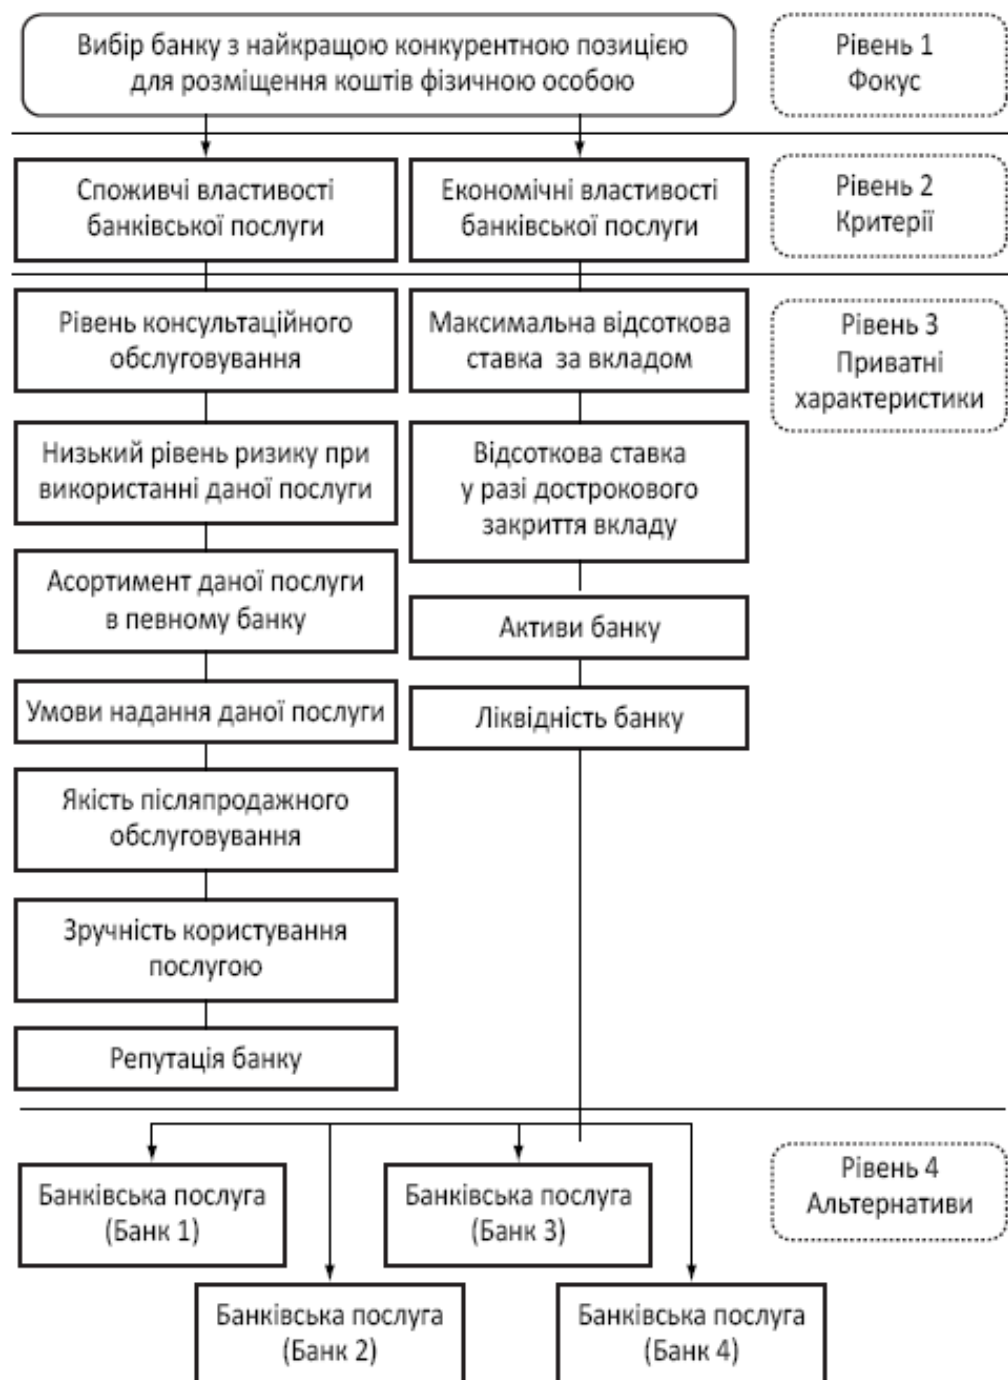 Вибір банку з найкращою конкурентною позицією
для розміщення коштів фізичною особою
Рівень 1
Фокус
Споживчі властивості
банківської послуги
Економічні властивості
банківської послуги
Рівень 2
Критерії
Рівень консультаційного
обслуговування
Максимальна відсоткова
ставка за вкладом
Рівень 3
Приватні
характеристики
Низький рівень ризику при
використанні даної послуги
Відсоткова ставка
у разі дострокового
закриття вкладу
Асортимент даної послуги
в певному банку
Активи банку
Умови надання даної послуги
Ліквідність банку
Якість післяпродажного
обслуговування
Зручність користування
послугою
Репутація банку
Банківська послуга
(Банк 1)
Банківська послуга
(Банк 3)
Рівень 4
Альтернативи
Банківська послуга
(Банк 2)
Банківська послуга
(Банк 4)